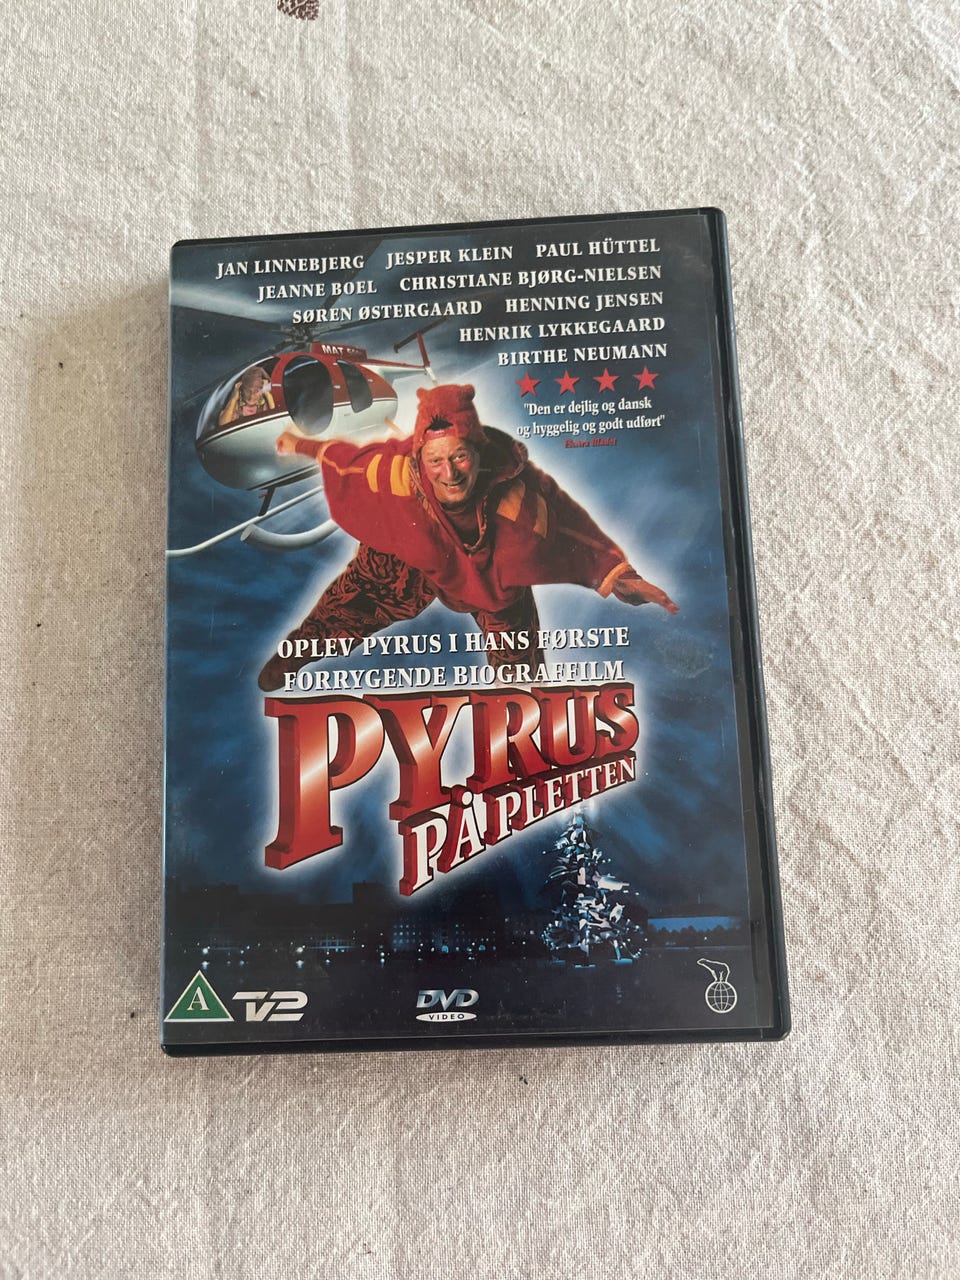 JAN LINNEBJERG JESPER KLEIN PAUL HÜTTEL
JEANNE BOEL CHRISTIANE BJØRG-NIELSEN
SØREN ØSTERGAARD HENNING JENSEN
HENRIK LYKKEGAARD
BIRTHE NEUMANN
"Den er dejlig og dansk
og hyggelig og godt udført"
Ekstra Bladet
OPLEV PYRUS I HANS FØRSTE
FORRYGENDE BIOGRAFFILM
PYRUS
PÅ PLETTEN
A TV2 DVD
VIDEO